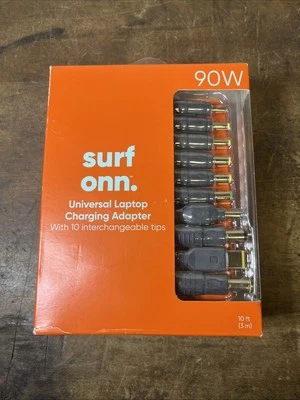 90W
surf
onn.
Universal Laptop
Charging Adapter
With 10 interchangeable tips
10 ft
(3 m)